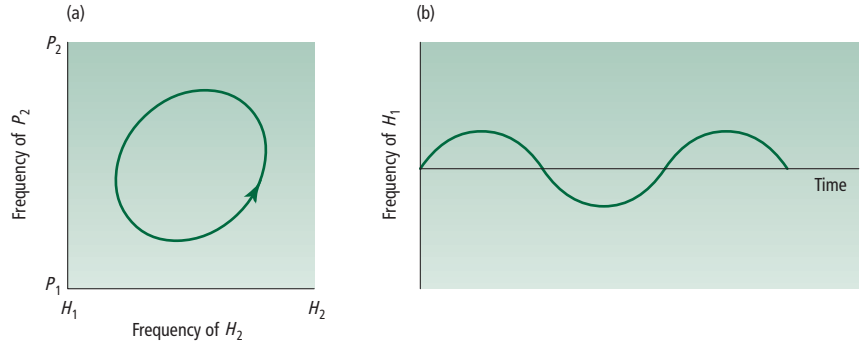 (a)
P₂
Frequency of P₂
P₁
H₁
H₂
Frequency of H₂
(b)
Frequency of H₁
Time